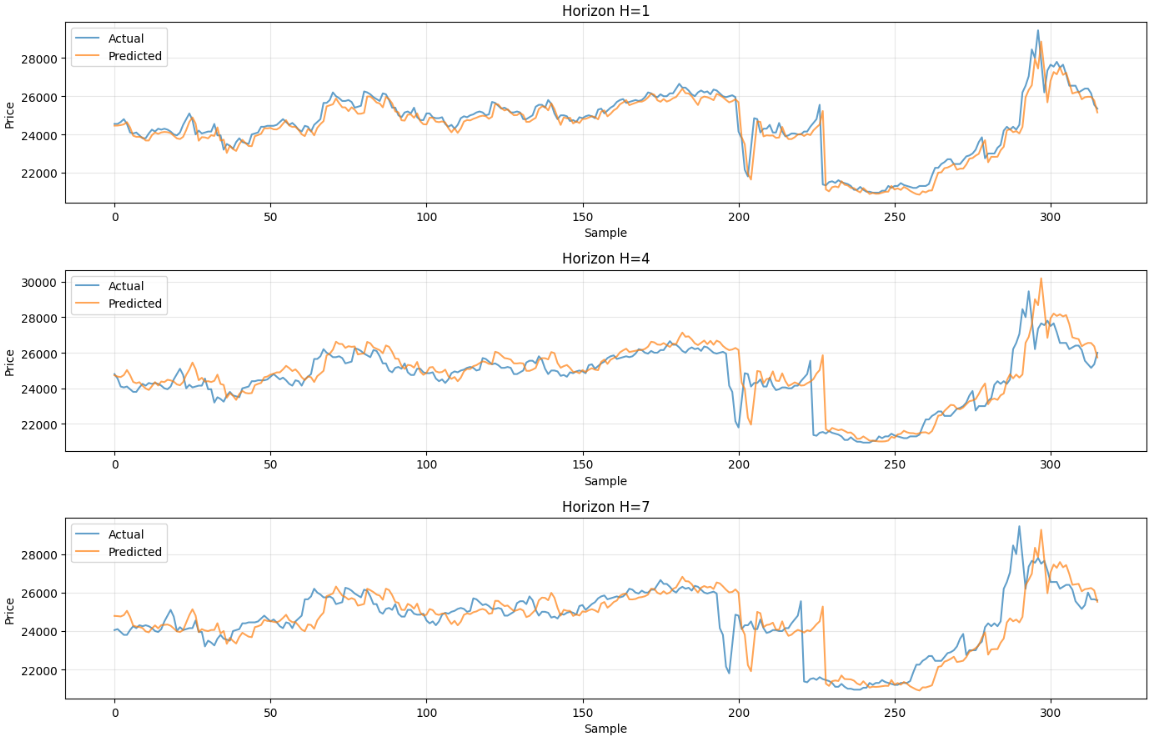 Horizon H=1
Actual
Predicted
Price
28000
26000
24000
22000
0 50 100 150 200 250 300
Sample
Horizon H=4
Actual
Predicted
Price
30000
28000
26000
24000
22000
0 50 100 150 200 250 300
Sample
Horizon H=7
Actual
Predicted
Price
28000
26000
24000
22000
0 50 100 150 200 250 300
Sample